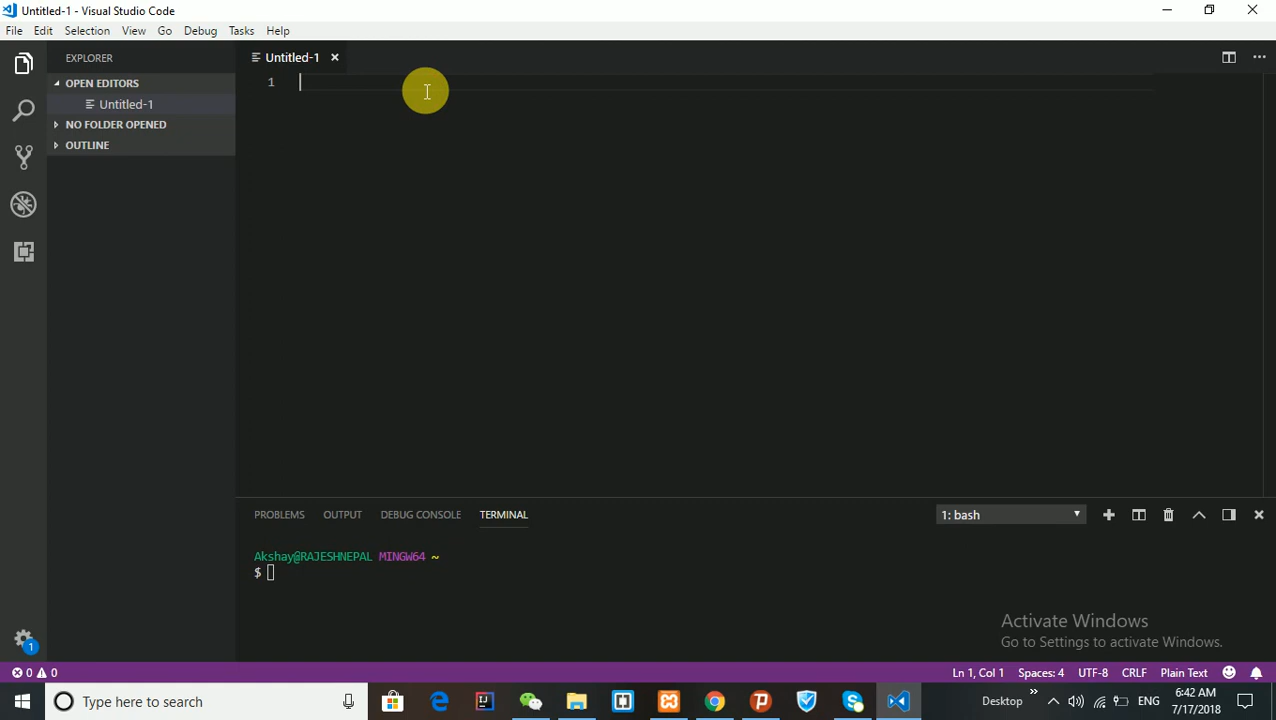 Untitled-1 - Visual Studio Code
File Edit Selection View Go Debug Tasks Help
EXPLORER
OPEN EDITORS
Untitled-1
NO FOLDER OPENED
OUTLINE
1
Untitled-1
1
PROBLEMS OUTPUT DEBUG CONSOLE TERMINAL
1: bash
Akshay@RAJESHNEPAL MINGW64 ~
$
Activate Windows
Go to Settings to activate Windows.
0 0
Ln 1, Col 1 Spaces: 4 UTF-8 CRLF Plain Text
Type here to search
Desktop
ENG
6:42 AM
7/17/2018